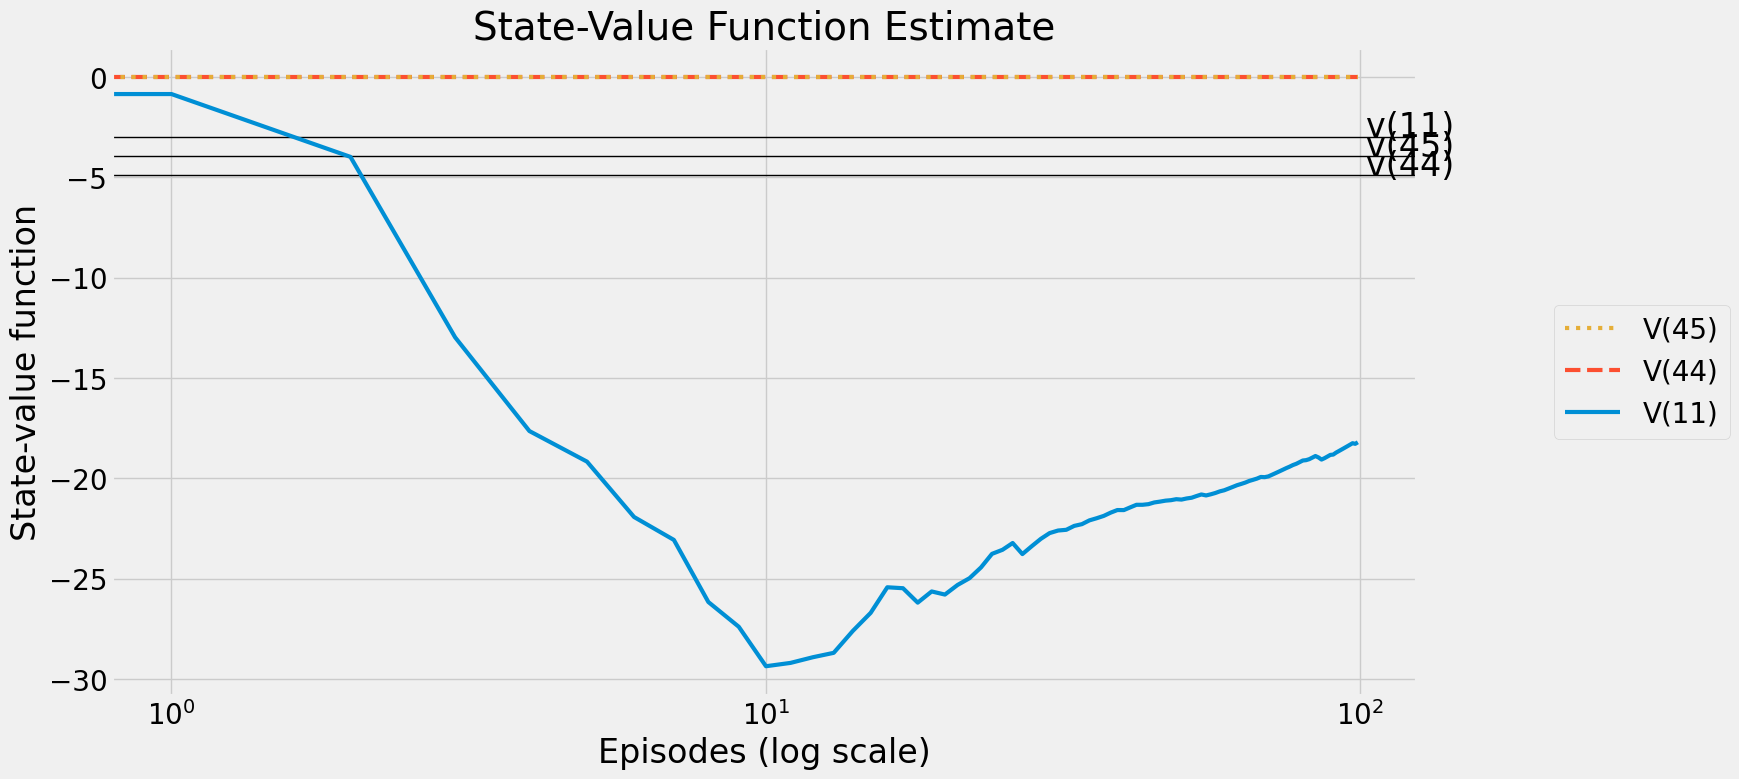 State-Value Function Estimate
State-value function
0
−5
−10
−15
−20
−25
−30
v(11)
v(45)
v(44)
V(45)
V(44)
V(11)
10⁰
10¹
10²
Episodes (log scale)